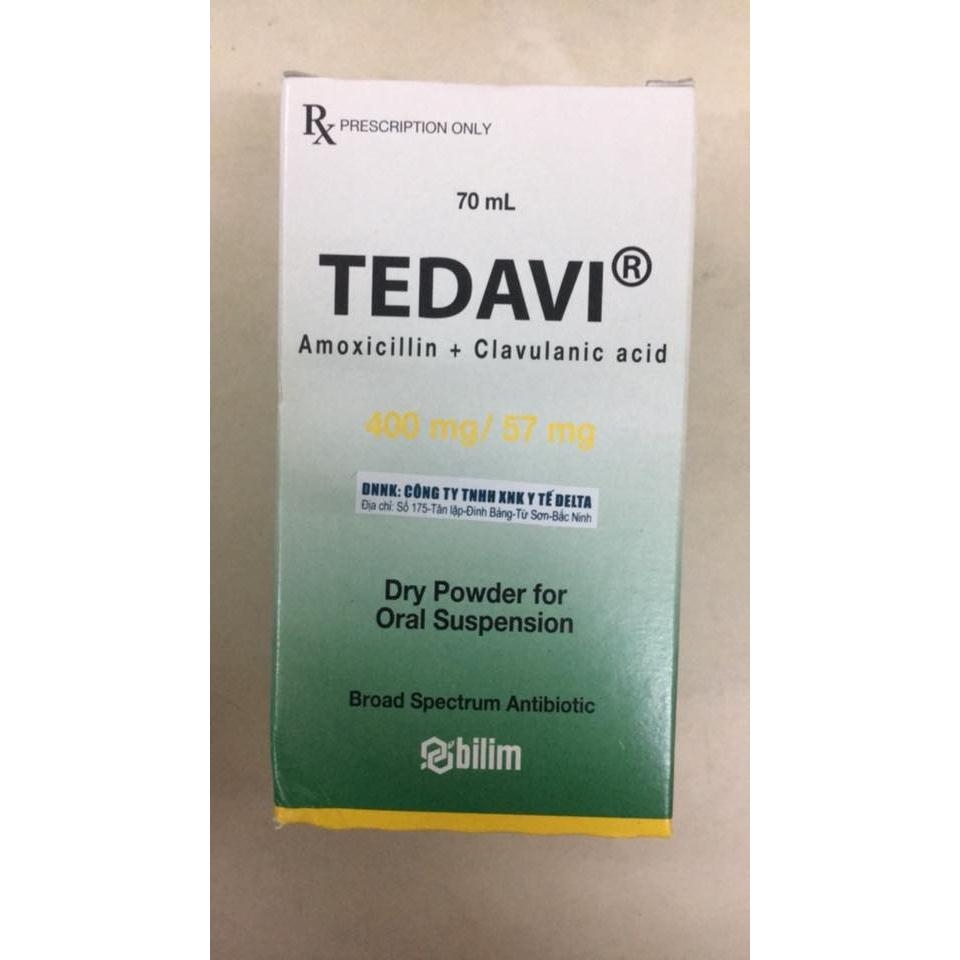 Rx PRESCRIPTION ONLY
70 mL
TEDAVI®
Amoxicillin + Clavulanic acid
400 mg/ 57 mg
DNNK: CÔNG TY TNHH XNK Y TẾ DELTA
Địa chỉ: Số 175-Tân lập-Đình Bảng-Từ Sơn-Bắc Ninh
Dry Powder for
Oral Suspension
Broad Spectrum Antibiotic
bilim